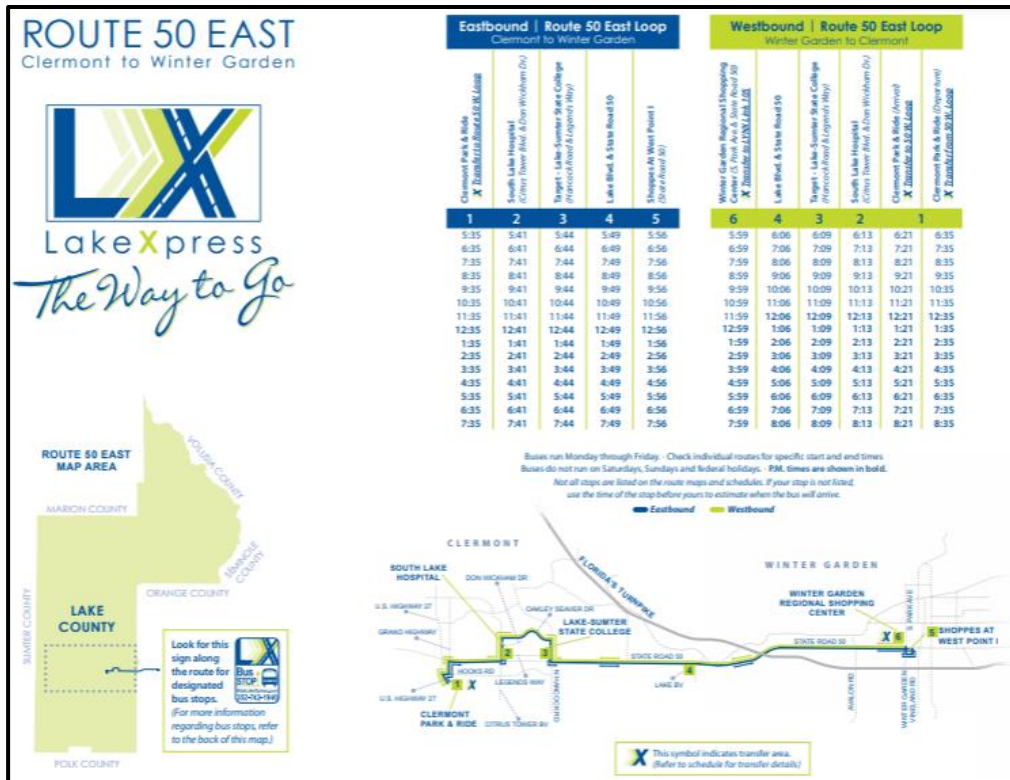 ROUTE 50 EAST
Clermont to Winter Garden
LX
LakeXpress
The Way to Go
Eastbound | Route 50 East Loop
Clermont to Winter Garden
Clermont Park & Ride
X Transfer to Route 50 W. Loop
South Lake Hospital
(Citrus Tower Blvd. & Don Wickham Dr.)
Target - Lake-Sumter State College
(Hancock Road & Legends Way)
Lake Blvd. & State Road 50
Shoppes At West Point I
(State Road 50)
1 2 3 4 5
5:35 5:41 5:44 5:49 5:56
6:35 6:41 6:44 6:49 6:56
7:35 7:41 7:44 7:49 7:56
8:35 8:41 8:44 8:49 8:56
9:35 9:41 9:44 9:49 9:56
10:35 10:41 10:44 10:49 10:56
11:35 11:41 11:44 11:49 11:56
12:35 12:41 12:44 12:49 12:56
1:35 1:41 1:44 1:49 1:56
2:35 2:41 2:44 2:49 2:56
3:35 3:41 3:44 3:49 3:56
4:35 4:41 4:44 4:49 4:56
5:35 5:41 5:44 5:49 5:56
6:35 6:41 6:44 6:49 6:56
7:35 7:41 7:44 7:49 7:56
Westbound | Route 50 East Loop
Winter Garden to Clermont
Winter Garden Regional Shopping
Center (S. Park Ave. & State Road 50)
X Transfer to LYNX Link 105
Lake Blvd. & State Road 50
Target - Lake-Sumter State College
(Hancock Road & Legends Way)
South Lake Hospital
(Citrus Tower Blvd. & Don Wickham Dr.)
Clermont Park & Ride (Arrive)
X Transfer to 50 W. Loop
Clermont Park & Ride (Departure)
X Transfer from 50 W. Loop
6 4 3 2 1
5:59 6:06 6:09 6:13 6:21 6:35
6:59 7:06 7:09 7:13 7:21 7:35
7:59 8:06 8:09 8:13 8:21 8:35
8:59 9:06 9:09 9:13 9:21 9:35
9:59 10:06 10:09 10:13 10:21 10:35
10:59 11:06 11:09 11:13 11:21 11:35
11:59 12:06 12:09 12:13 12:21 12:35
12:59 1:06 1:09 1:13 1:21 1:35
1:59 2:06 2:09 2:13 2:21 2:35
2:59 3:06 3:09 3:13 3:21 3:35
3:59 4:06 4:09 4:13 4:21 4:35
4:59 5:06 5:09 5:13 5:21 5:35
5:59 6:06 6:09 6:13 6:21 6:35
6:59 7:06 7:09 7:13 7:21 7:35
7:59 8:06 8:09 8:13 8:21 8:35
Buses run Monday through Friday. - Check individual routes for specific start and end times
Buses do not run on Saturdays, Sundays and federal holidays. - P.M. times are shown in bold.
Not all stops are listed on the route maps and schedules. If your stop is not listed,
use the time of the stop before yours to estimate when the bus will arrive.
Eastbound Westbound
ROUTE 50 EAST
MAP AREA
VOLUSIA COUNTY
MARION COUNTY
SEMINOLE COUNTY
ORANGE COUNTY
SUMTER COUNTY
LAKE
COUNTY
POLK COUNTY
Look for this
sign along
the route for
designated
bus stops.
(For more information
regarding bus stops, refer
to the back of this map.)
LX
Bus
STOP
352-742-1940
CLERMONT
SOUTH LAKE
HOSPITAL
DON WICKHAM DR
FLORIDA'S TURNPIKE
WINTER GARDEN
U.S. HIGHWAY 27
OAKLEY SEAVER DR
WINTER GARDEN
REGIONAL SHOPPING
CENTER
S. PARK AVE
GRAND HIGHWAY
LAKE-SUMTER
STATE COLLEGE
X 6
5
SHOPPES AT
WEST POINT I
2
3
STATE ROAD 50
STATE ROAD 50
HOOKS RD
4
1 X
LEGENDS WAY
LAKE BV
U.S. HIGHWAY 27
N HANCOCK RD
AVALON RD
WINTER GARDEN
VINELAND RD
CLERMONT
PARK & RIDE
CITRUS TOWER BV
X This symbol indicates transfer area.
(Refer to schedule for transfer details)